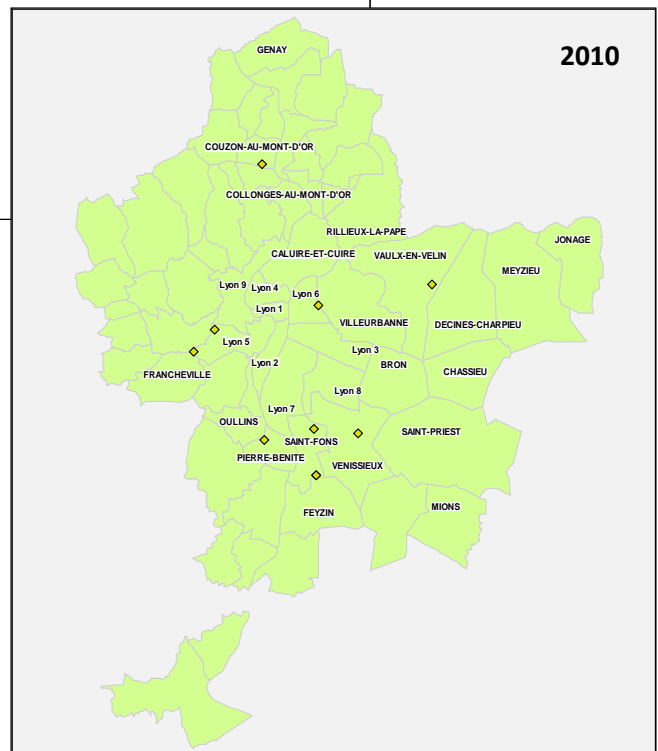 2010
GENAY
COUZON-AU-MONT-D'OR
COLLONGES-AU-MONT-D'OR
RILLIEUX-LA-PAPE
JONAGE
CALUIRE-ET-CUIRE
VAULX-EN-VELIN
MEYZIEU
Lyon 9
Lyon 4
Lyon 6
Lyon 1
VILLEURBANNE
DECINES-CHARPIEU
Lyon 5
Lyon 3
Lyon 2
BRON
FRANCHEVILLE
CHASSIEU
Lyon 8
Lyon 7
OULLINS
SAINT-PRIEST
SAINT-FONS
PIERRE-BENITE
VENISSIEUX
MIONS
FEYZIN